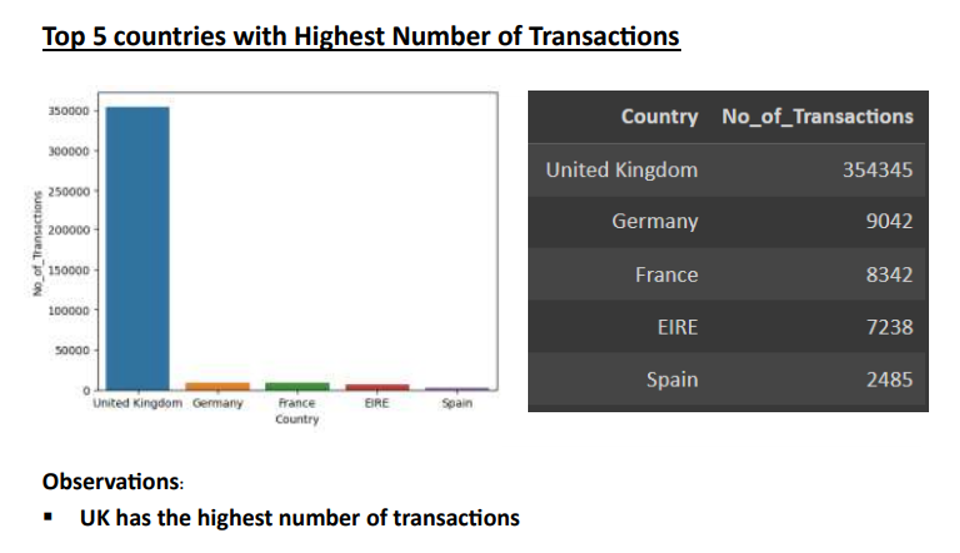 Top 5 countries with Highest Number of Transactions
350000
300000
250000
200000
150000
100000
50000
0
No_of_Transactions
United Kingdom Germany France EIRE Spain
Country
Country No_of_Transactions
United Kingdom 354345
Germany 9042
France 8342
EIRE 7238
Spain 2485
Observations:
▪ UK has the highest number of transactions